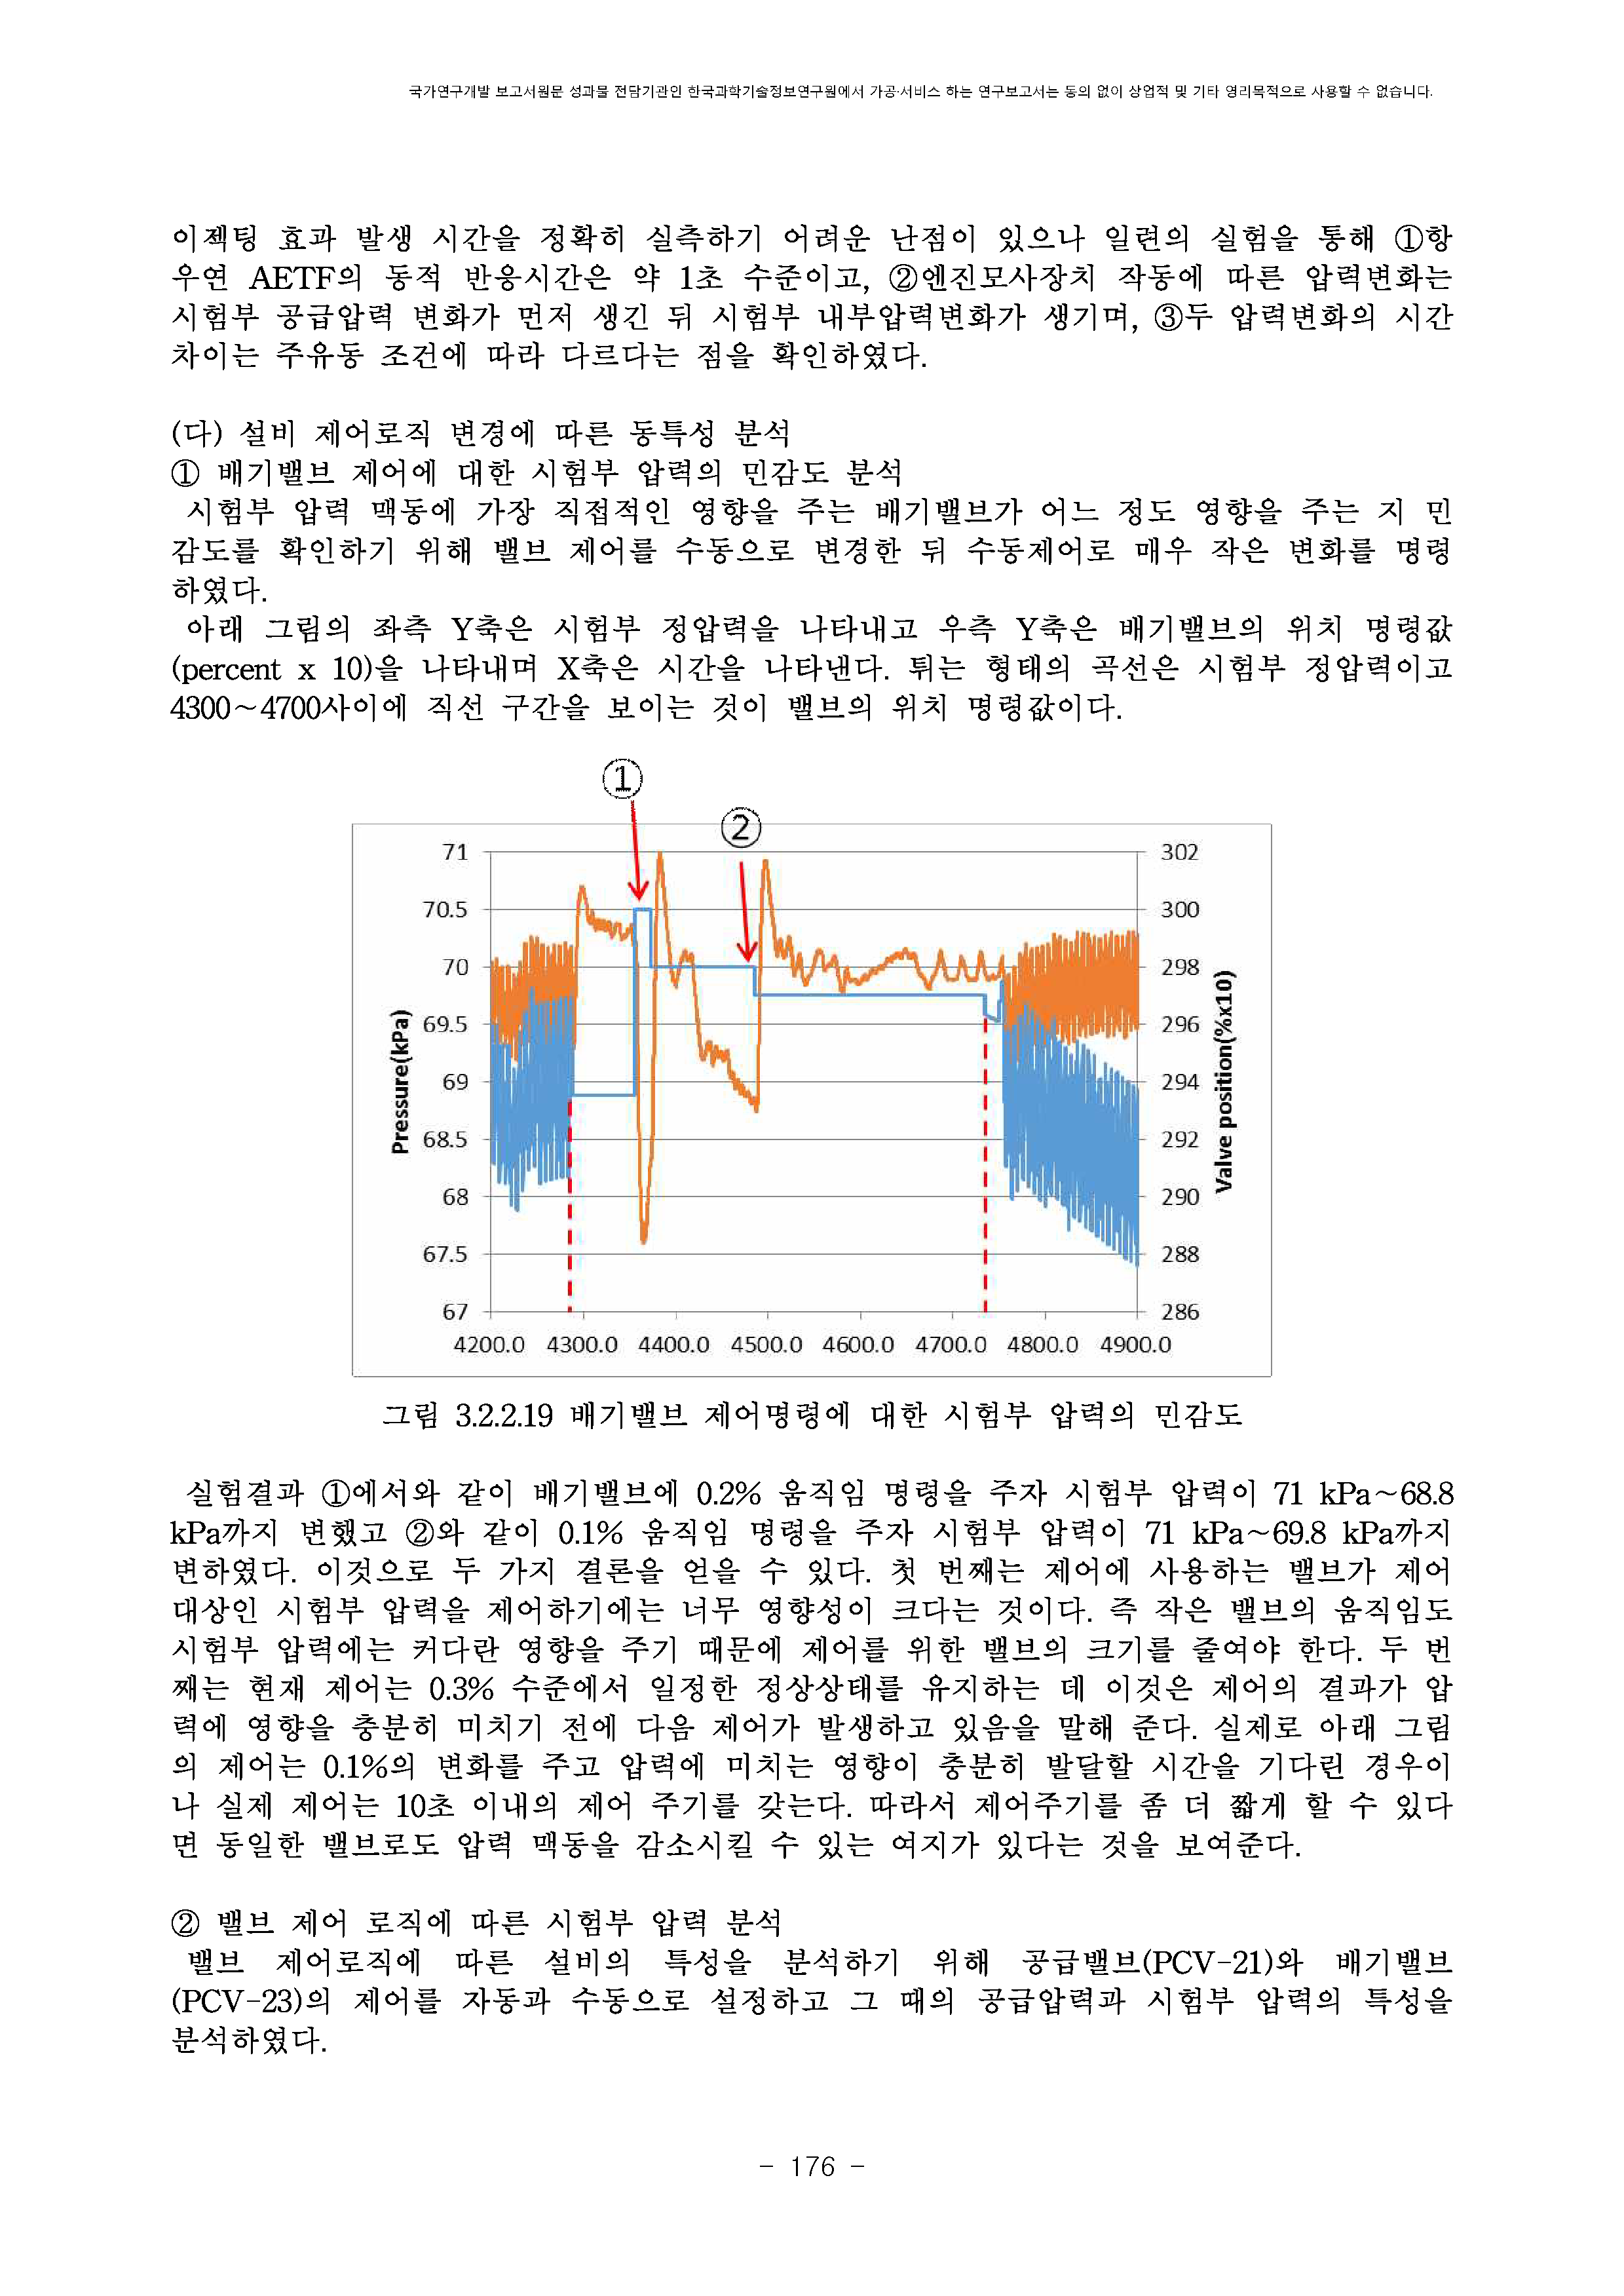 국가연구개발 보고서원문 성과물 전담기관인 한국과학기술정보연구원에서 가공·서비스 하는 연구보고서는 동의 없이 상업적 및 기타 영리목적으로 사용할 수 없습니다.
이젝팅 효과 발생 시간을 정확히 실측하기 어려운 난점이 있으나 일련의 실험을 통해 ①항
우연 AETF의 동적 반응시간은 약 1초 수준이고, ②엔진모사장치 작동에 따른 압력변화는
시험부 공급압력 변화가 먼저 생긴 뒤 시험부 내부압력변화가 생기며, ③두 압력변화의 시간
차이는 주유동 조건에 따라 다르다는 점을 확인하였다.
(다) 설비 제어로직 변경에 따른 동특성 분석
① 배기밸브 제어에 대한 시험부 압력의 민감도 분석
시험부 압력 맥동에 가장 직접적인 영향을 주는 배기밸브가 어느 정도 영향을 주는 지 민
감도를 확인하기 위해 밸브 제어를 수동으로 변경한 뒤 수동제어로 매우 작은 변화를 명령
하였다.
아래 그림의 좌측 Y축은 시험부 정압력을 나타내고 우측 Y축은 배기밸브의 위치 명령값
(percent x 10)을 나타내며 X축은 시간을 나타낸다. 튀는 형태의 곡선은 시험부 정압력이고
4300~4700사이에 직선 구간을 보이는 것이 밸브의 위치 명령값이다.
①
②
71 302
70.5 300
70 298
69.5 296
69 294
68.5 292
68 290
67.5 288
67 286
Pressure(kPa)
Valve position(%x10)
4200.0 4300.0 4400.0 4500.0 4600.0 4700.0 4800.0 4900.0
그림 3.2.2.19 배기밸브 제어명령에 대한 시험부 압력의 민감도
실험결과 ①에서와 같이 배기밸브에 0.2% 움직임 명령을 주자 시험부 압력이 71 kPa~68.8
kPa까지 변했고 ②와 같이 0.1% 움직임 명령을 주자 시험부 압력이 71 kPa~69.8 kPa까지
변하였다. 이것으로 두 가지 결론을 얻을 수 있다. 첫 번째는 제어에 사용하는 밸브가 제어
대상인 시험부 압력을 제어하기에는 너무 영향성이 크다는 것이다. 즉 작은 밸브의 움직임도
시험부 압력에는 커다란 영향을 주기 때문에 제어를 위한 밸브의 크기를 줄여야 한다. 두 번
째는 현재 제어는 0.3% 수준에서 일정한 정상상태를 유지하는 데 이것은 제어의 결과가 압
력에 영향을 충분히 미치기 전에 다음 제어가 발생하고 있음을 말해 준다. 실제로 아래 그림
의 제어는 0.1%의 변화를 주고 압력에 미치는 영향이 충분히 발달할 시간을 기다린 경우이
나 실제 제어는 10초 이내의 제어 주기를 갖는다. 따라서 제어주기를 좀 더 짧게 할 수 있다
면 동일한 밸브로도 압력 맥동을 감소시킬 수 있는 여지가 있다는 것을 보여준다.
② 밸브 제어 로직에 따른 시험부 압력 분석
밸브 제어로직에 따른 설비의 특성을 분석하기 위해 공급밸브(PCV-21)와 배기밸브
(PCV-23)의 제어를 자동과 수동으로 설정하고 그 때의 공급압력과 시험부 압력의 특성을
분석하였다.
- 176 -